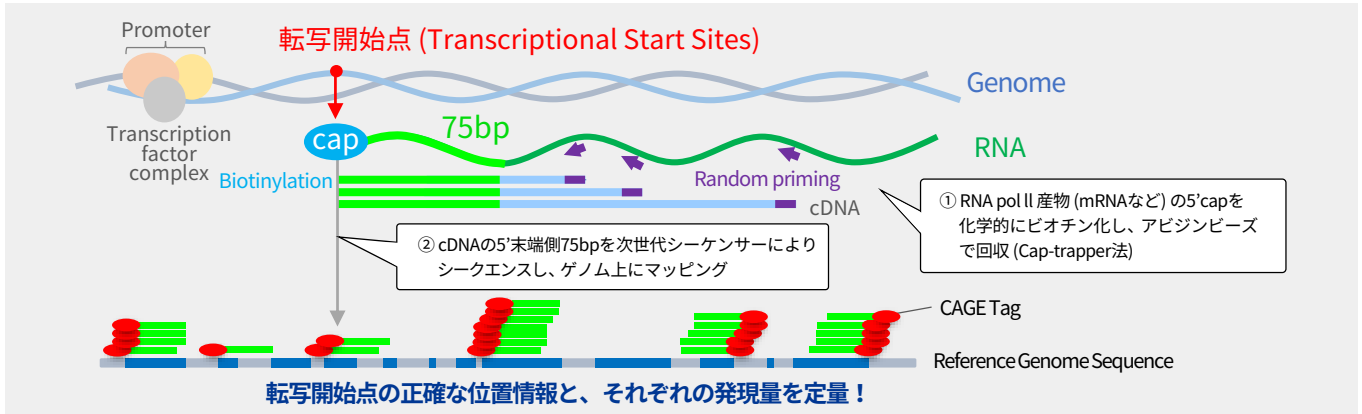 Promoter
転写開始点 (Transcriptional Start Sites)
Genome
Transcription
factor
complex
cap
75bp
RNA
Biotinylation
Random priming
cDNA
① RNA pol ll 産物 (mRNAなど) の5’capを
化学的にビオチン化し、アビジンビーズ
で回収 (Cap-trapper法)
② cDNAの5’末端側75bpを次世代シーケンサーにより
シークエンスし、ゲノム上にマッピング
CAGE Tag
Reference Genome Sequence
転写開始点の正確な位置情報と、それぞれの発現量を定量！